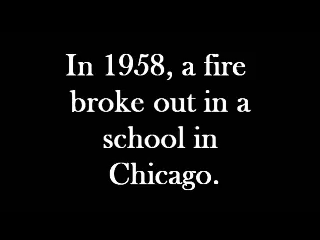 In 1958, a fire
broke out in a
school in
Chicago.